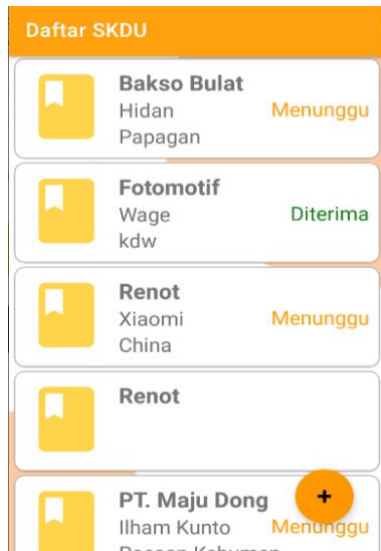 Daftar SKDU
Bakso Bulat
Hidan
Menunggu
Papagan
Fotomotif
Wage
Diterima
kdw
Renot
Xiaomi
Menunggu
China
Renot
+
PT. Maju Dong
Ilham Kunto
Menunggu